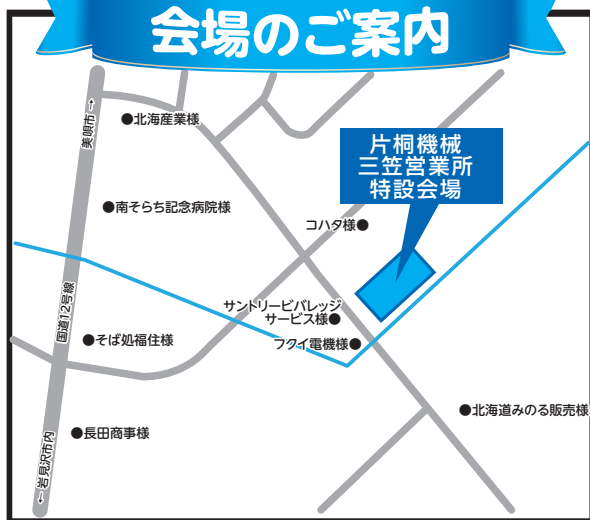 会場のご案内
美唄市→
●北海産業様
片桐機械
三笠営業所
特設会場
●南そらち記念病院様
コハタ様●
国道12号線
サントリービバレッジ
サービス様●
●そば処福住様
フクイ電機様●
●北海道みのる販売様
●長田商事様
←岩見沢市内